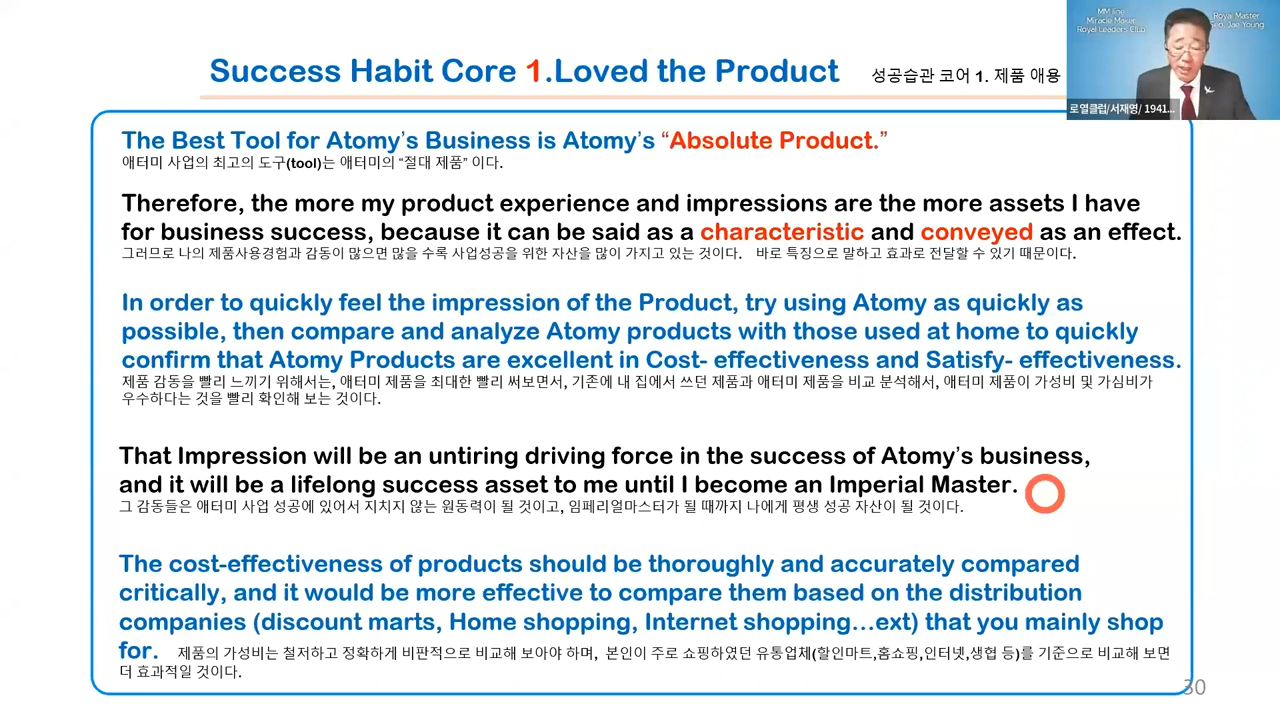 Success Habit Core 1.Loved the Product 성공습관 코어 1. 제품 애용
MM line
Miracle Maker
Royal Leaders Club
Royal Master
Seo, Jae Young
로열클럽/서재영/ 1941...
The Best Tool for Atomy’s Business is Atomy’s “Absolute Product.”
애터미 사업의 최고의 도구(tool)는 애터미의 “절대 제품” 이다.
Therefore, the more my product experience and impressions are the more assets I have
for business success, because it can be said as a characteristic and conveyed as an effect.
그러므로 나의 제품사용경험과 감동이 많으면 많을 수록 사업성공을 위한 자산을 많이 가지고 있는 것이다. 바로 특징으로 말하고 효과로 전달할 수 있기 때문이다.
In order to quickly feel the impression of the Product, try using Atomy as quickly as
possible, then compare and analyze Atomy products with those used at home to quickly
confirm that Atomy Products are excellent in Cost- effectiveness and Satisfy- effectiveness.
제품 감동을 빨리 느끼기 위해서는, 애터미 제품을 최대한 빨리 써보면서, 기존에 내 집에서 쓰던 제품과 애터미 제품을 비교 분석해서, 애터미 제품이 가성비 및 가심비가
우수하다는 것을 빨리 확인해 보는 것이다.
That Impression will be an untiring driving force in the success of Atomy’s business,
and it will be a lifelong success asset to me until I become an Imperial Master.
그 감동들은 애터미 사업 성공에 있어서 지치지 않는 원동력이 될 것이고, 임페리얼마스터가 될 때까지 나에게 평생 성공 자산이 될 것이다.
The cost-effectiveness of products should be thoroughly and accurately compared
critically, and it would be more effective to compare them based on the distribution
companies (discount marts, Home shopping, Internet shopping...ext) that you mainly shop
for. 제품의 가성비는 철저하고 정확하게 비판적으로 비교해 보아야 하며, 본인이 주로 쇼핑하였던 유통업체(할인마트,홈쇼핑,인터넷,생협 등)를 기준으로 비교해 보면
더 효과적일 것이다.
30